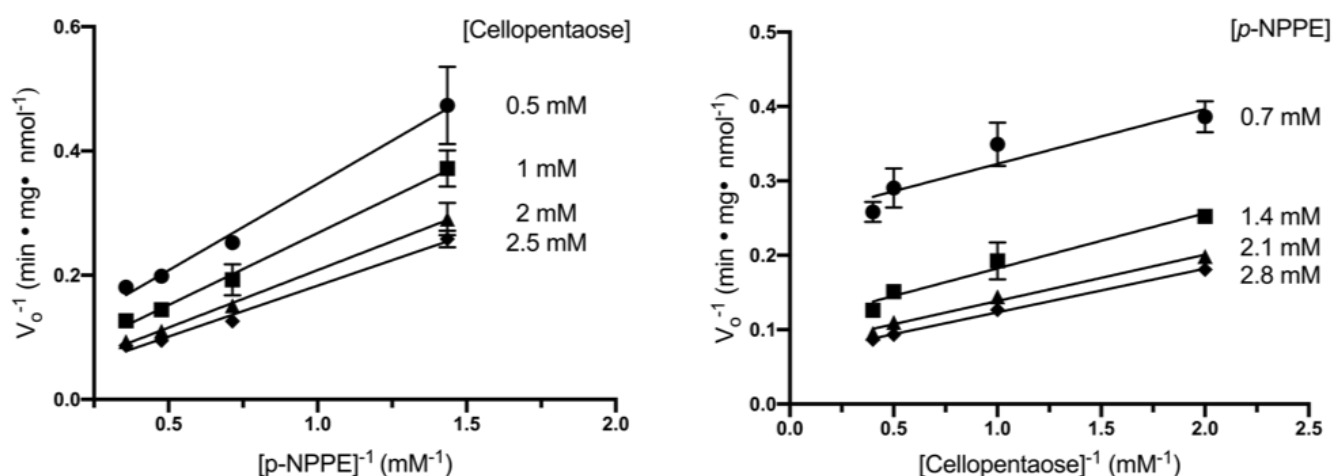 0.6
[Cellopentaose]
0.5 mM
0.4
1 mM
2 mM
0.2
2.5 mM
V₀⁻¹ (min • mg• nmol⁻¹)
0.0
0.5 1.0 1.5 2.0
[p-NPPE]⁻¹ (mM⁻¹)
0.5
[p-NPPE]
0.4
0.7 mM
0.3
1.4 mM
2.1 mM
0.2
2.8 mM
0.1
V₀⁻¹ (min • mg• nmol⁻¹)
0.0
0.0 0.5 1.0 1.5 2.0 2.5
[Cellopentaose]⁻¹ (mM⁻¹)